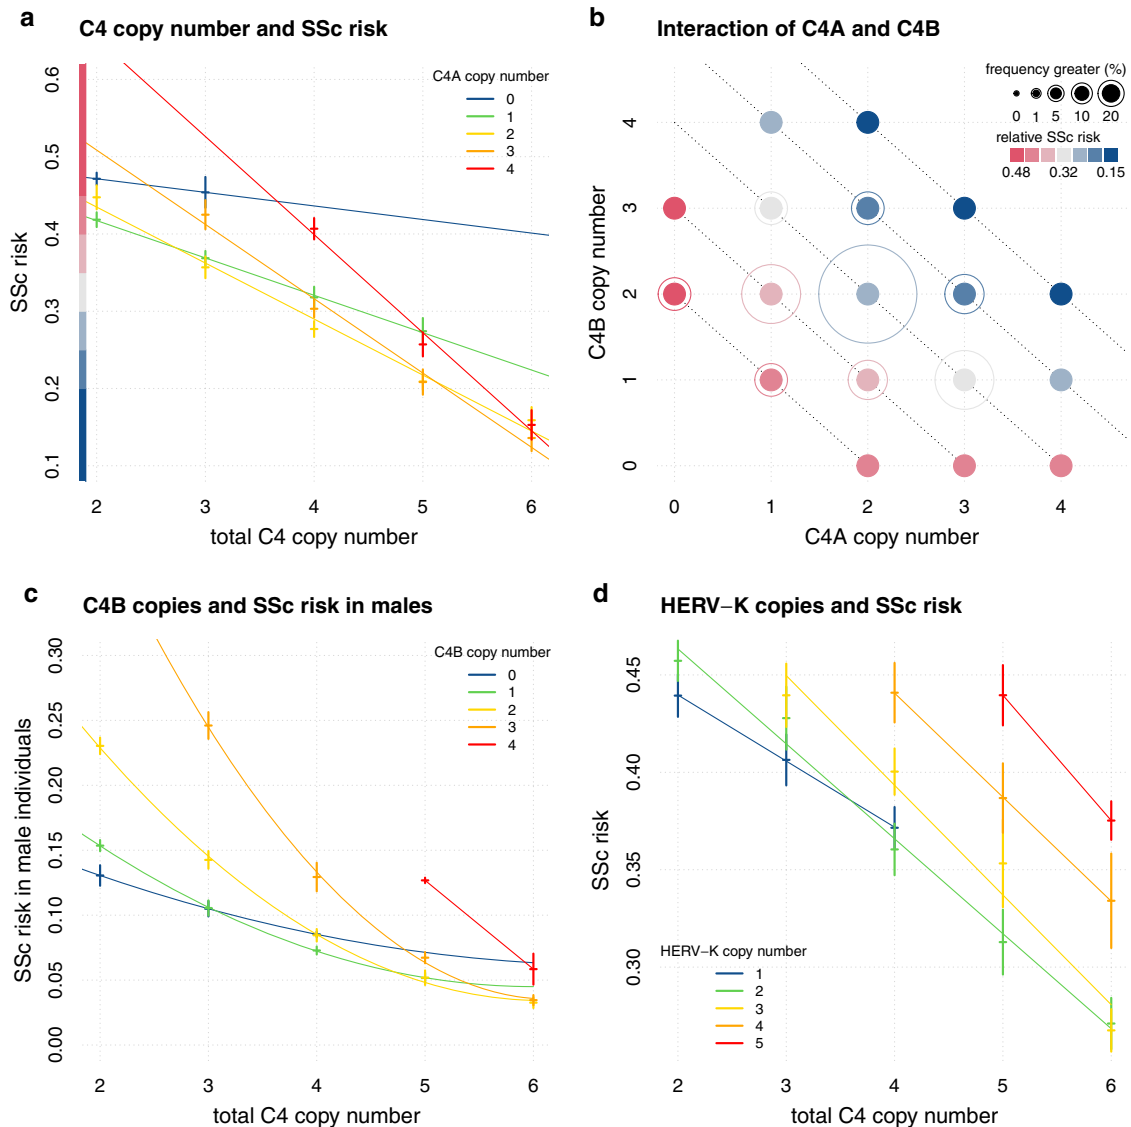 a
C4 copy number and SSc risk
SSc risk
0.6
0.5
0.4
0.3
0.2
0.1
C4A copy number
0
1
2
3
4
2 3 4 5 6
total C4 copy number
b
Interaction of C4A and C4B
frequency greater (%)
0 1 5 10 20
relative SSc risk
0.48 0.32 0.15
C4B copy number
4
3
2
1
0
0 1 2 3 4
C4A copy number
c
C4B copies and SSc risk in males
SSc risk in male individuals
0.30
0.25
0.20
0.15
0.10
0.05
0.00
C4B copy number
0
1
2
3
4
2 3 4 5 6
total C4 copy number
d
HERV−K copies and SSc risk
SSc risk
0.45
0.40
0.35
0.30
HERV-K copy number
1
2
3
4
5
2 3 4 5 6
total C4 copy number